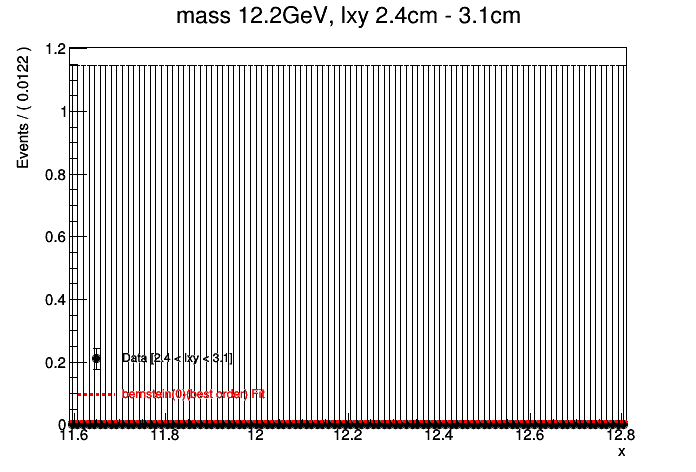 mass 12.2GeV, lxy 2.4cm - 3.1cm
Events / ( 0.0122 )
1.2
1
0.8
0.6
0.4
0.2
0
Data [2.4 < lxy < 3.1]
bernstein[0](best order) Fit
11.6 11.8 12 12.2 12.4 12.6 12.8
x